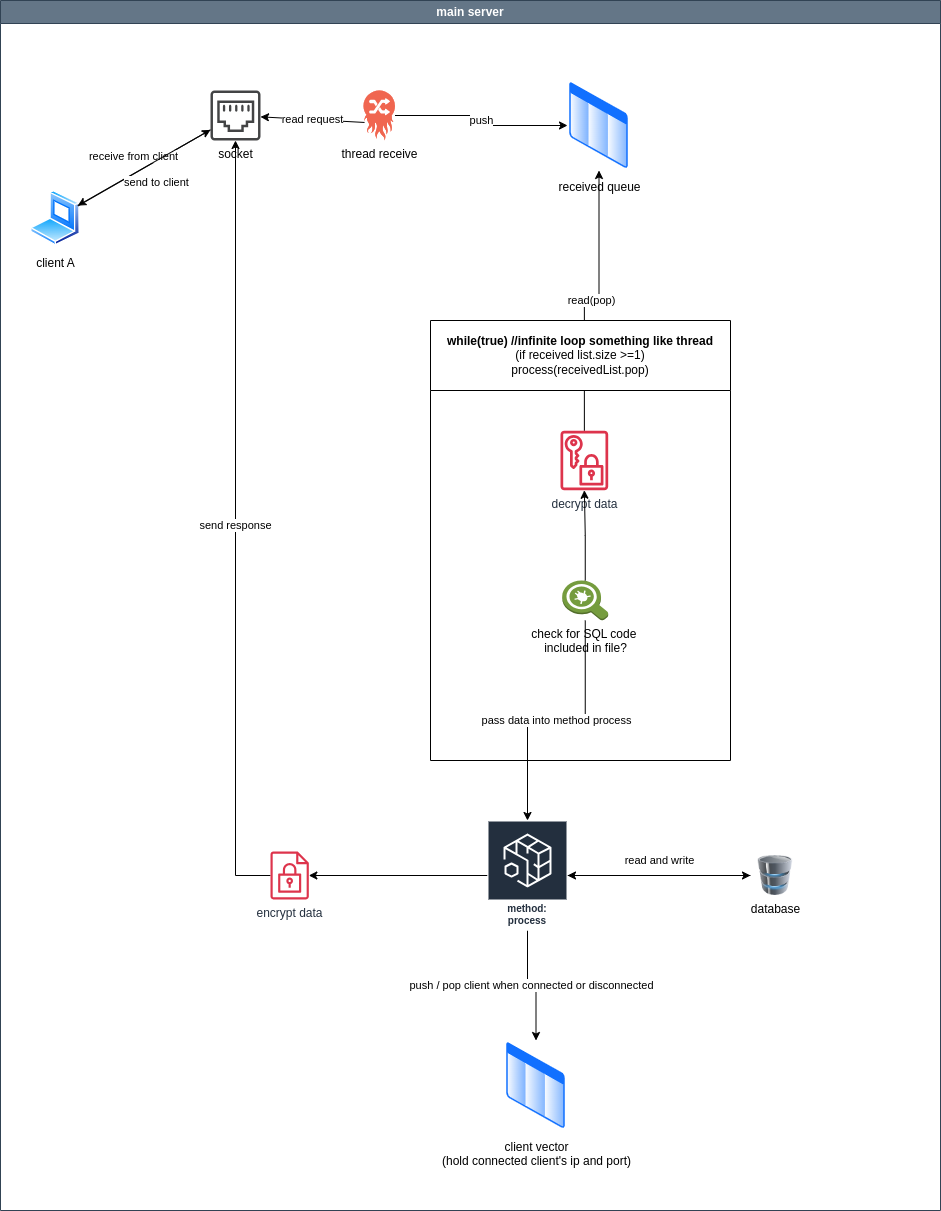 main server
receive from client
send to client
client A
socket
read request
thread receive
push
received queue
read(pop)
while(true) //infinite loop something like thread
(if received list.size >=1)
process(receivedList.pop)
decrypt data
check for SQL code
included in file?
pass data into method process
send response
encrypt data
method:
process
read and write
database
push / pop client when connected or disconnected
client vector
(hold connected client's ip and port)